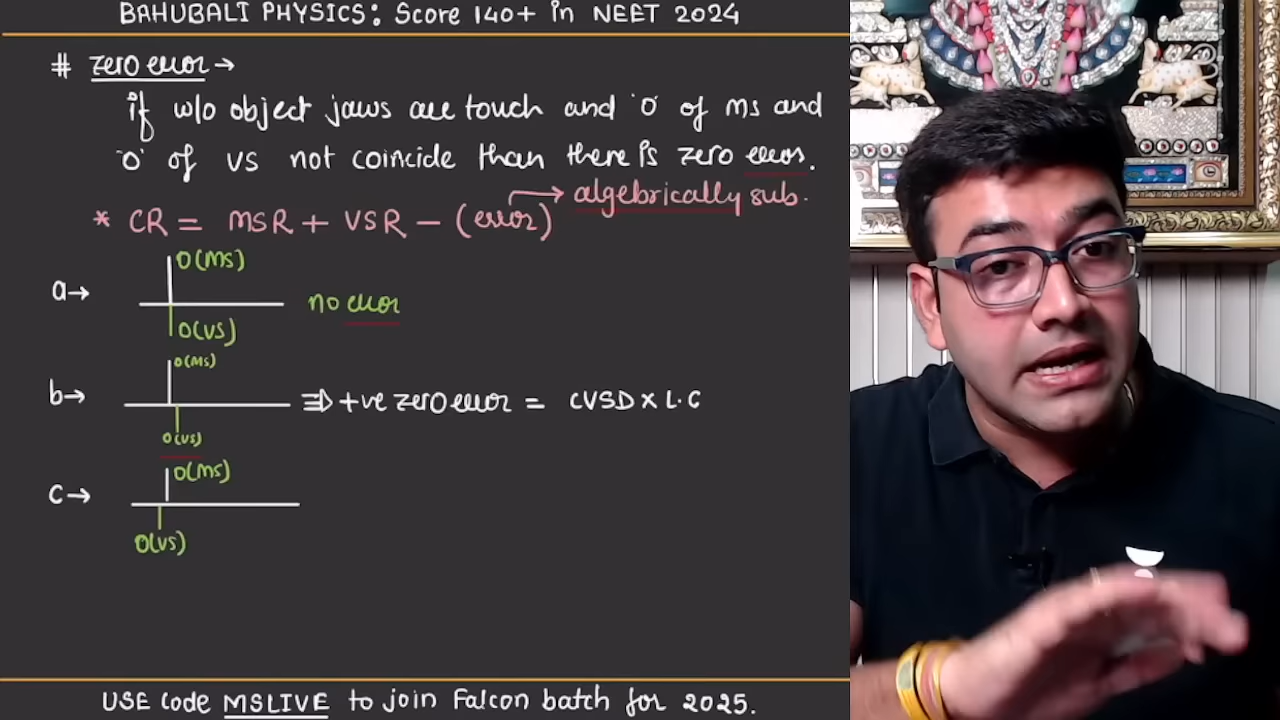 BAHUBALI PHYSICS: Score 140+ in NEET 2024
# zero error →
if w/o object jaws are touch and '0' of ms and
'0' of vs not coincide than there is zero error.
* CR = MSR + VSR - (error) → algebrically sub.
a→ 0(MS)
0(VS)
no error
b→ 0(MS)
0(VS)
⇒ +ve zero error = CVSD x L.C
c→ 0(MS)
0(VS)
USE Code MSLIVE to join Falcon batch for 2025.